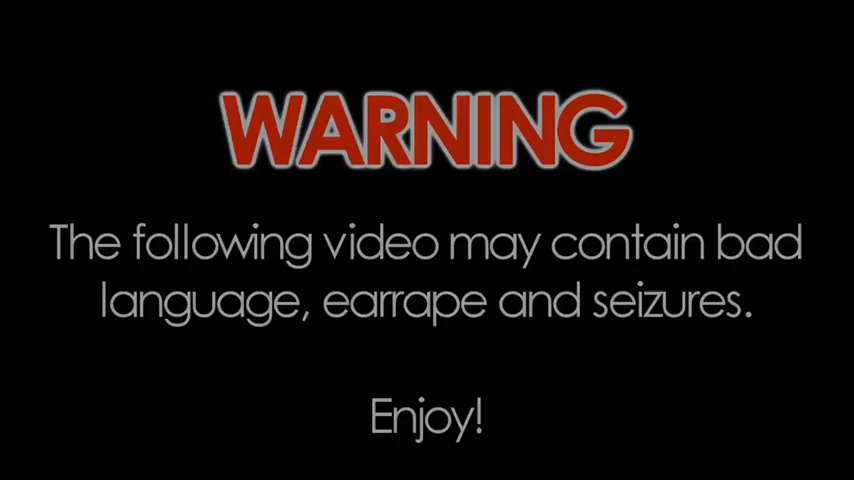 WARNING
The following video may contain bad
language, earrape and seizures.
Enjoy!